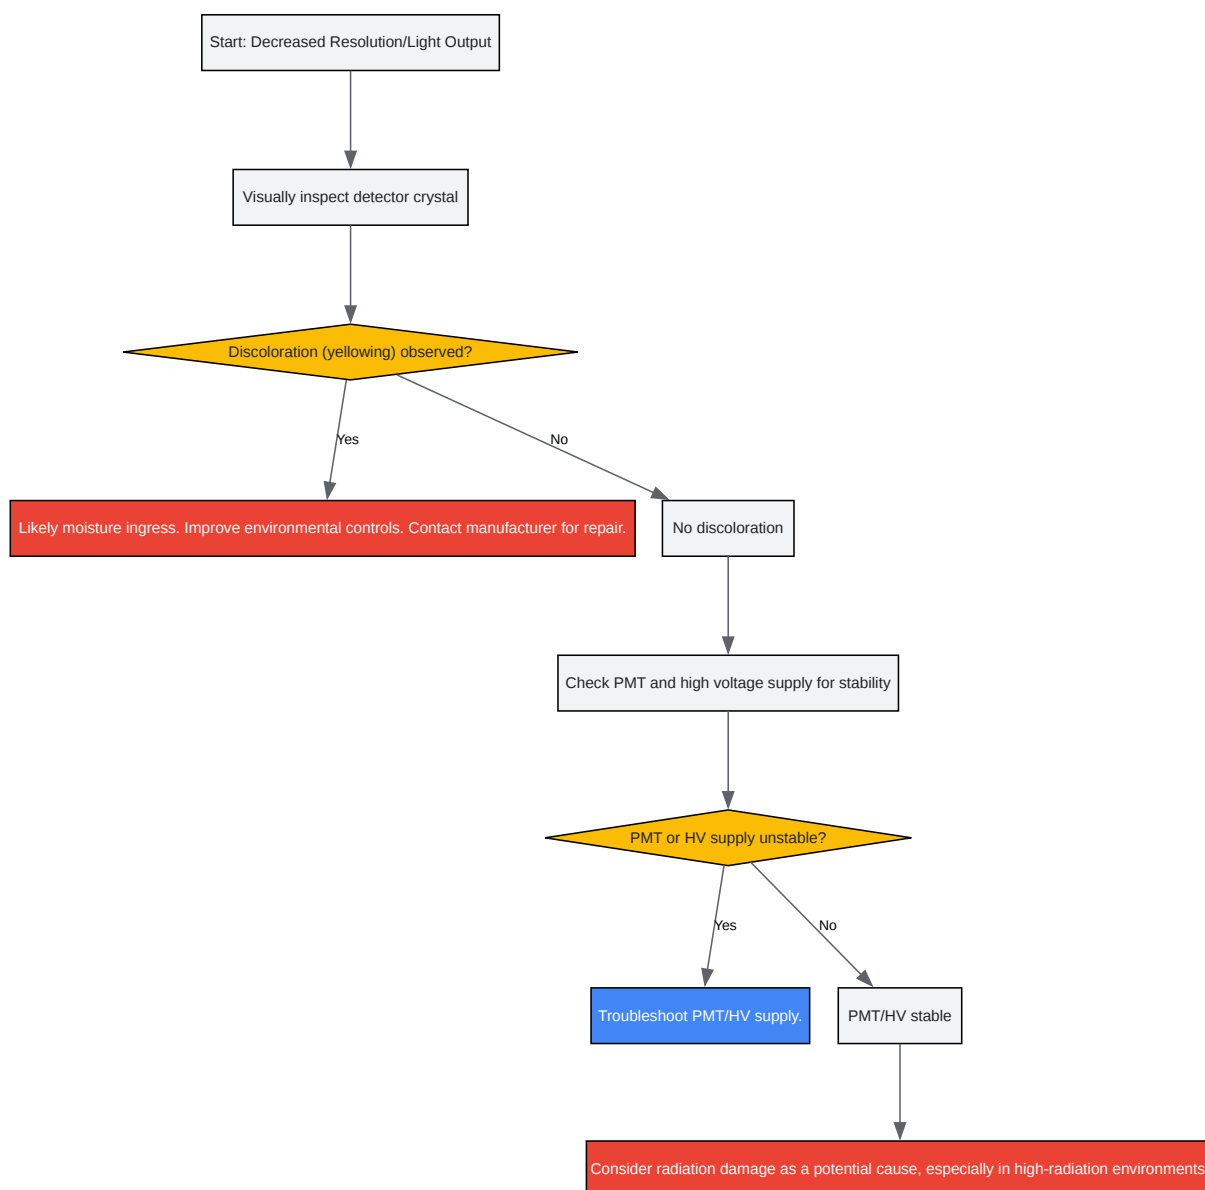 Start: Decreased Resolution/Light Output
Visually inspect detector crystal
Discoloration (yellowing) observed?
Yes
No
Likely moisture ingress. Improve environmental controls. Contact manufacturer for repair.
No discoloration
Check PMT and high voltage supply for stability
PMT or HV supply unstable?
Yes
No
Troubleshoot PMT/HV supply.
PMT/HV stable
Consider radiation damage as a potential cause, especially in high-radiation environments